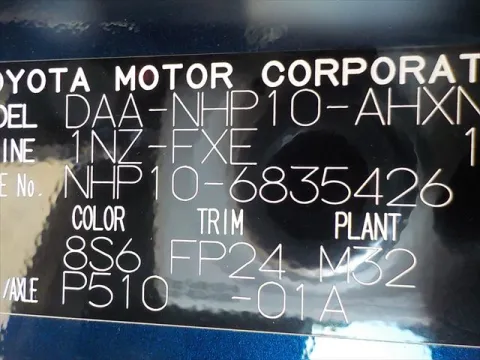 OYOTA MOTOR CORPORAT
DEL DAA-NHP10-AHXN
INE 1NZ-FXE 1
E No. NHP10-6835426
COLOR TRIM PLANT
8S6 FP24 M32
/AXLE P510 -01A